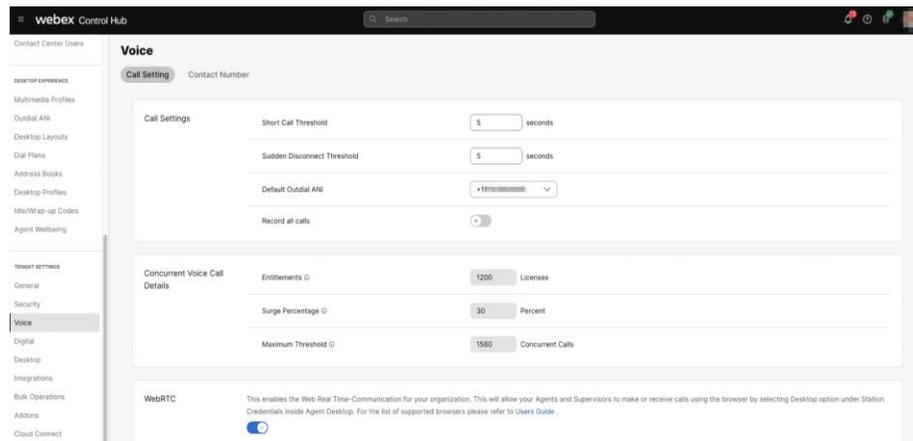 webex Control Hub
Search
Contact Center Users
DESKTOP EXPERIENCE
Multimedia Profiles
Outdial ANI
Desktop Layouts
Dial Plans
Address Books
Desktop Profiles
Idle/Wrap-up Codes
Agent Wellbeing
TENANT SETTINGS
General
Security
Voice
Digital
Desktop
Integrations
Bulk Operations
Addons
Cloud Connect
Voice
Call Setting Contact Number
Call Settings
Short Call Threshold 5 seconds
Sudden Disconnect Threshold 5 seconds
Default Outdial ANI
Record all calls
Concurrent Voice Call
Details
Entitlements 1200 Licenses
Surge Percentage 30 Percent
Maximum Threshold 1560 Concurrent Calls
WebRTC
This enables the Web Real Time-Communication for your organization. This will allow your Agents and Supervisors to make or receive calls using the browser by selecting Desktop option under Station
Credentials inside Agent Desktop. For the list of supported browsers please refer to Users Guide .